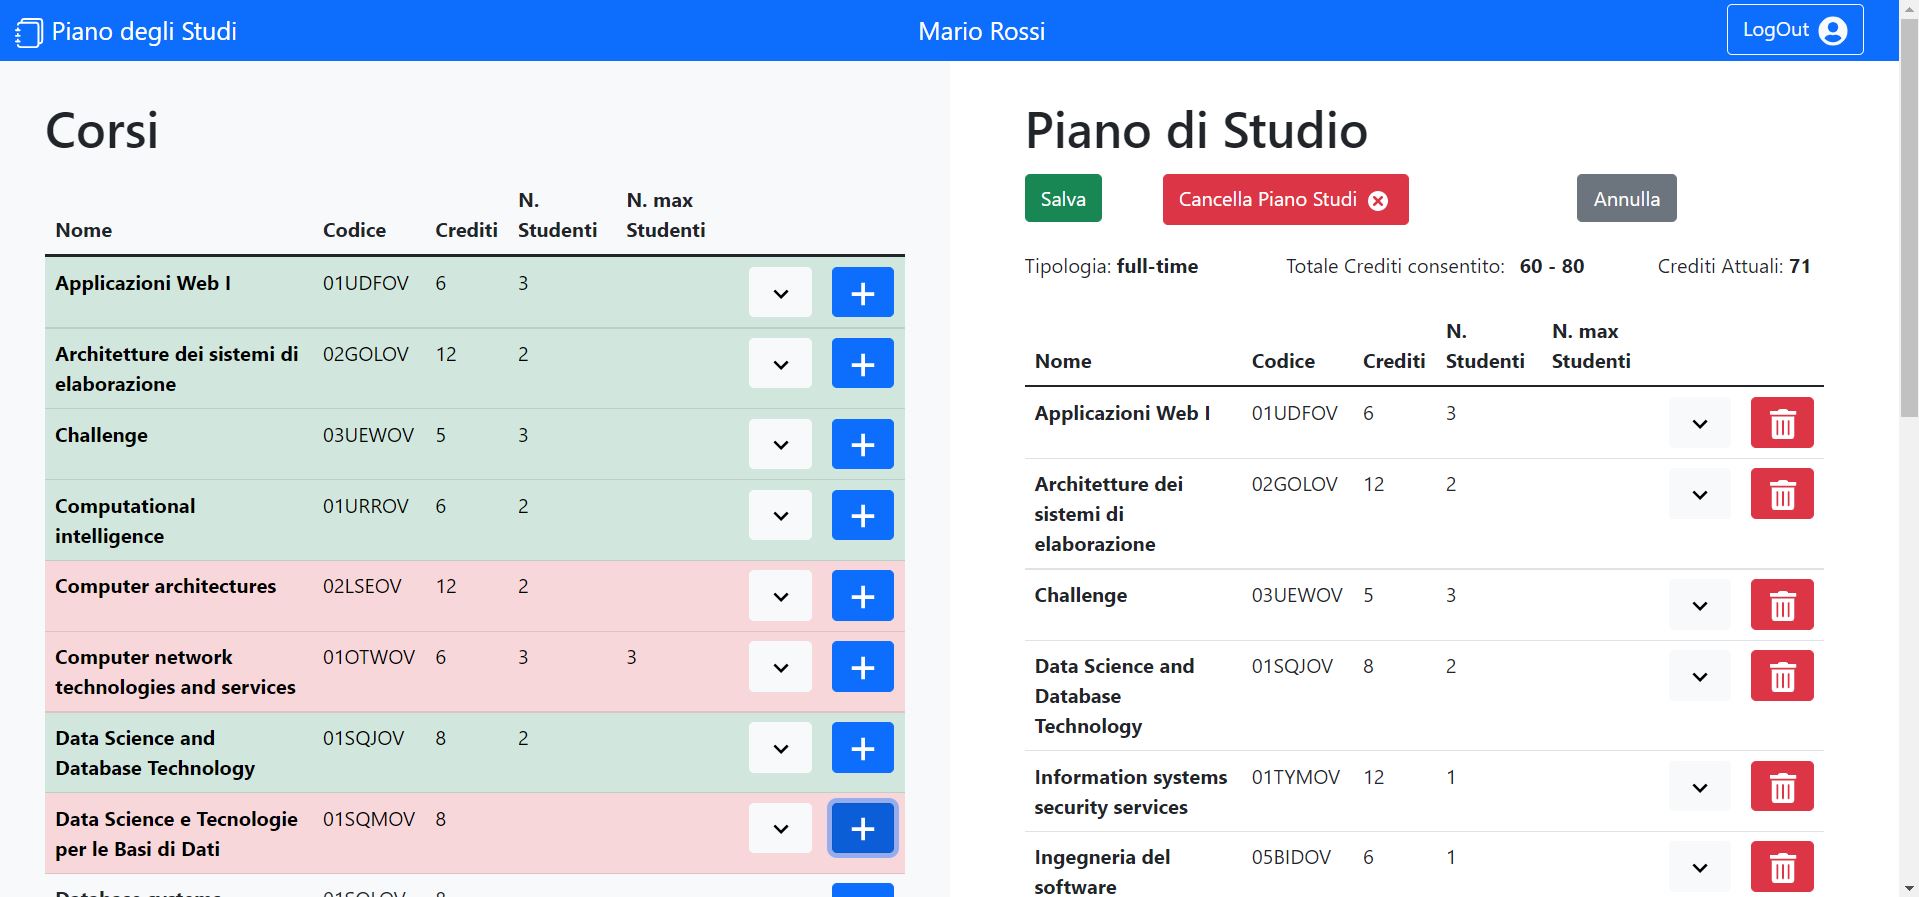 Piano degli Studi
Mario Rossi
LogOut
Corsi
Nome Codice Crediti N. Studenti N. max Studenti
Applicazioni Web I 01UDFOV 6 3
Architetture dei sistemi di 02GOLOV 12 2
elaborazione
Challenge 03UEWOV 5 3
Computational 01URROV 6 2
intelligence
Computer architectures 02LSEOV 12 2
Computer network 01OTWOV 6 3 3
technologies and services
Data Science and 01SQJOV 8 2
Database Technology
Data Science e Tecnologie 01SQMOV 8
per le Basi di Dati
Database systems 01SQLOV 8
Piano di Studio
Salva
Cancella Piano Studi
Annulla
Tipologia: full-time Totale Crediti consentito: 60 - 80 Crediti Attuali: 71
Nome Codice Crediti N. Studenti N. max Studenti
Applicazioni Web I 01UDFOV 6 3
Architetture dei 02GOLOV 12 2
sistemi di
elaborazione
Challenge 03UEWOV 5 3
Data Science and 01SQJOV 8 2
Database
Technology
Information systems 01TYMOV 12 1
security services
Ingegneria del 05BIDOV 6 1
software